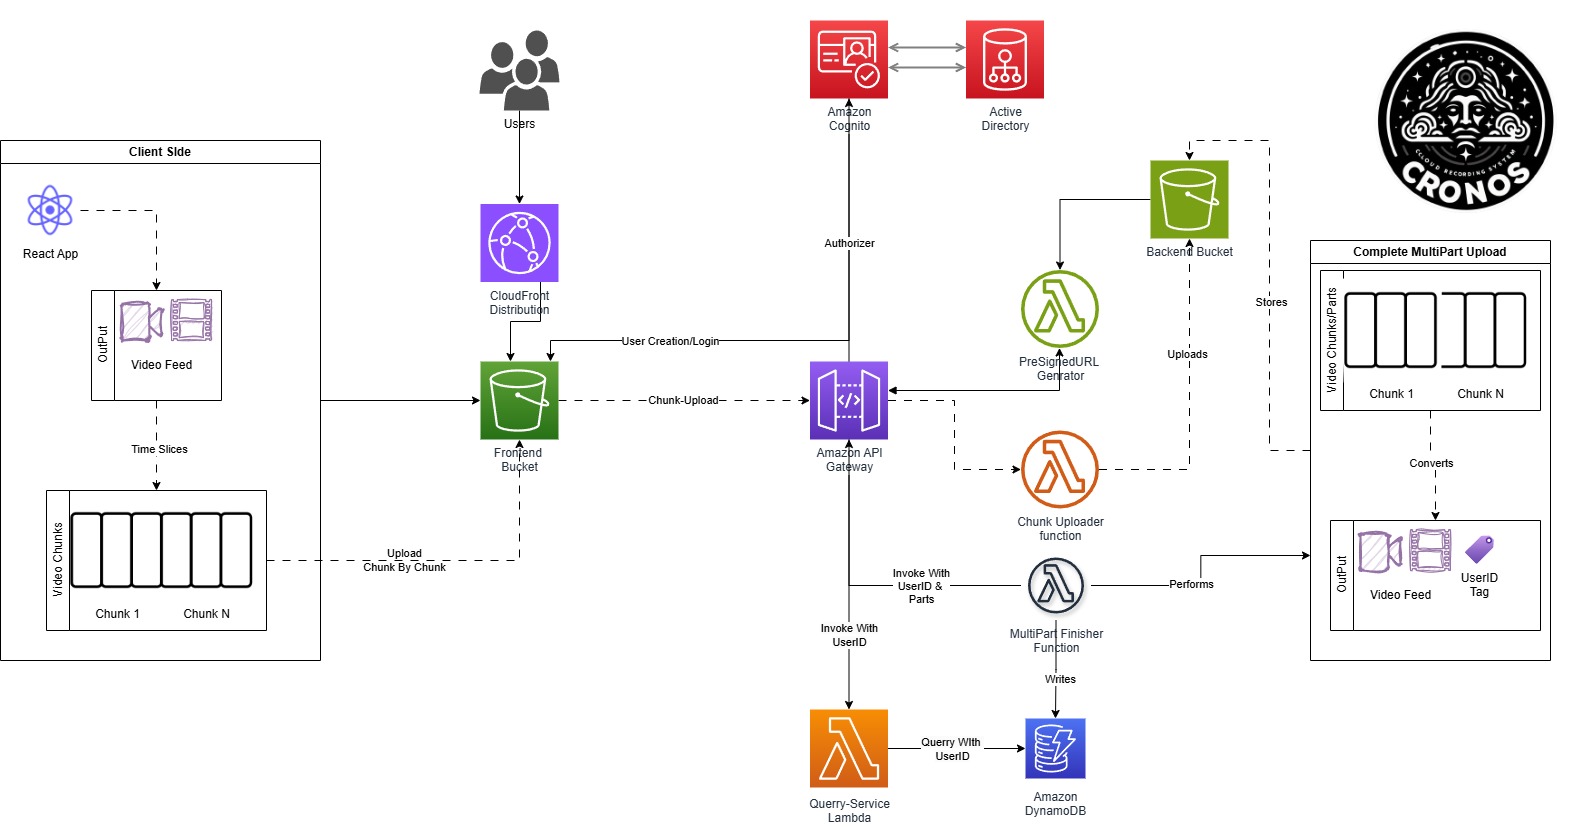 Users
Amazon
Cognito
Active
Directory
CCLOUD RECORDING SYSTEM
CRONOS
Client SIde
React App
OutPut
Video Feed
Time Slices
Video Chunks
Chunk 1
Chunk N
Upload
Chunk By Chunk
CloudFront
Distribution
Frontend
Bucket
User Creation/Login
Chunk-Upload
Authorizer
Amazon API
Gateway
Backend Bucket
PreSignedURL
Genrator
Uploads
Stores
Chunk Uploader
function
Invoke With
UserID &
Parts
MultiPart Finisher
Function
Performs
Invoke With
UserID
Writes
Querry-Service
Lambda
Querry WIth
UserID
Amazon
DynamoDB
Complete MultiPart Upload
Video Chunks/Parts
Chunk 1
Chunk N
Converts
OutPut
Video Feed
UserID
Tag